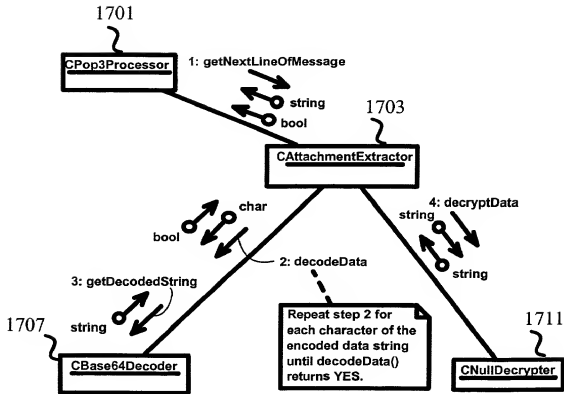 1701
CPop3Processor
1: getNextLineOfMessage
string
bool
1703
CAttachmentExtractor
char
bool
4: decryptData
string
string
2: decodeData
3: getDecodedString
string
Repeat step 2 for
each character of the
encoded data string
until decodeData()
returns YES.
1707
CBase64Decoder
1711
CNullDecrypter